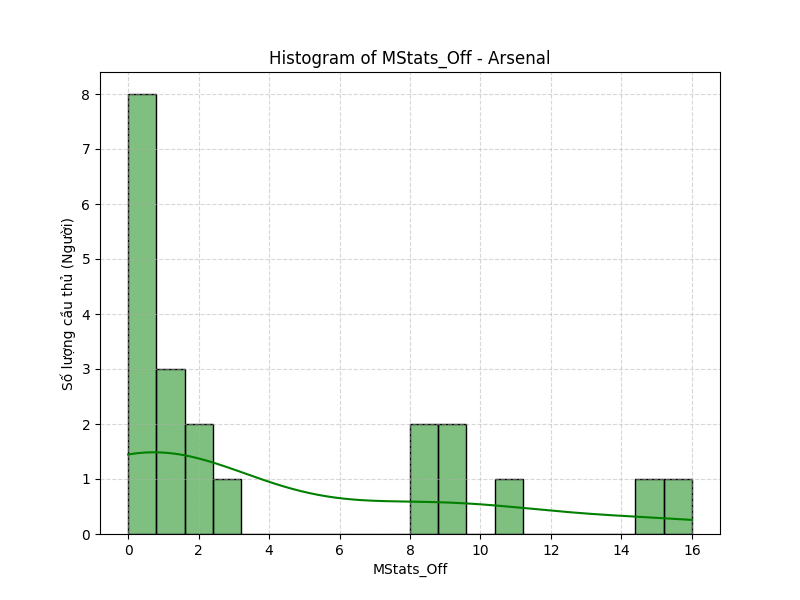 Histogram of MStats_Off - Arsenal
Số lượng cầu thủ (Người)
8
7
6
5
4
3
2
1
0
0 2 4 6 8 10 12 14 16
MStats_Off